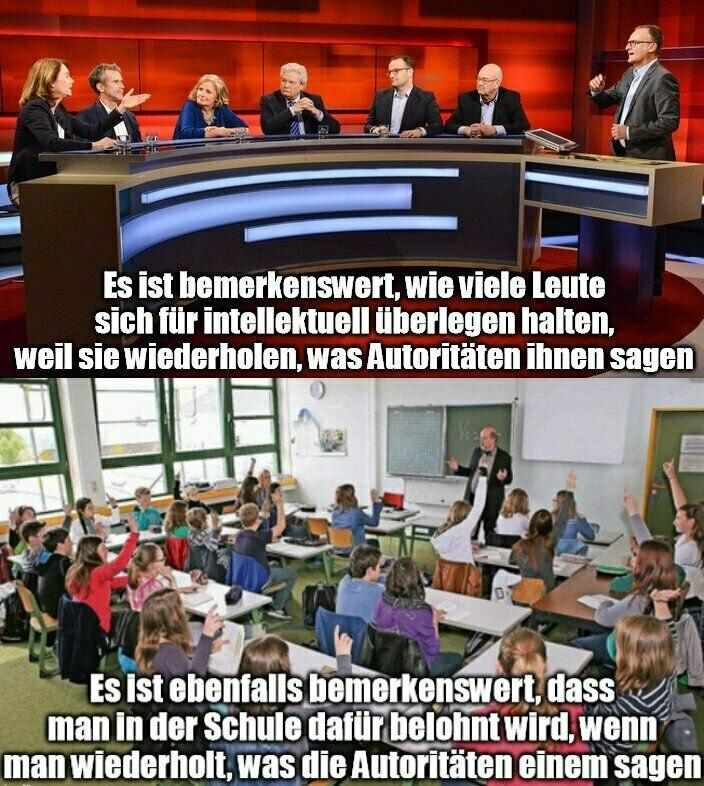 Es ist bemerkenswert, wie viele Leute
sich für intellektuell überlegen halten,
weil sie wiederholen, was Autoritäten ihnen sagen
Es ist ebenfalls bemerkenswert, dass
man in der Schule dafür belohnt wird, wenn
man wiederholt, was die Autoritäten einem sagen